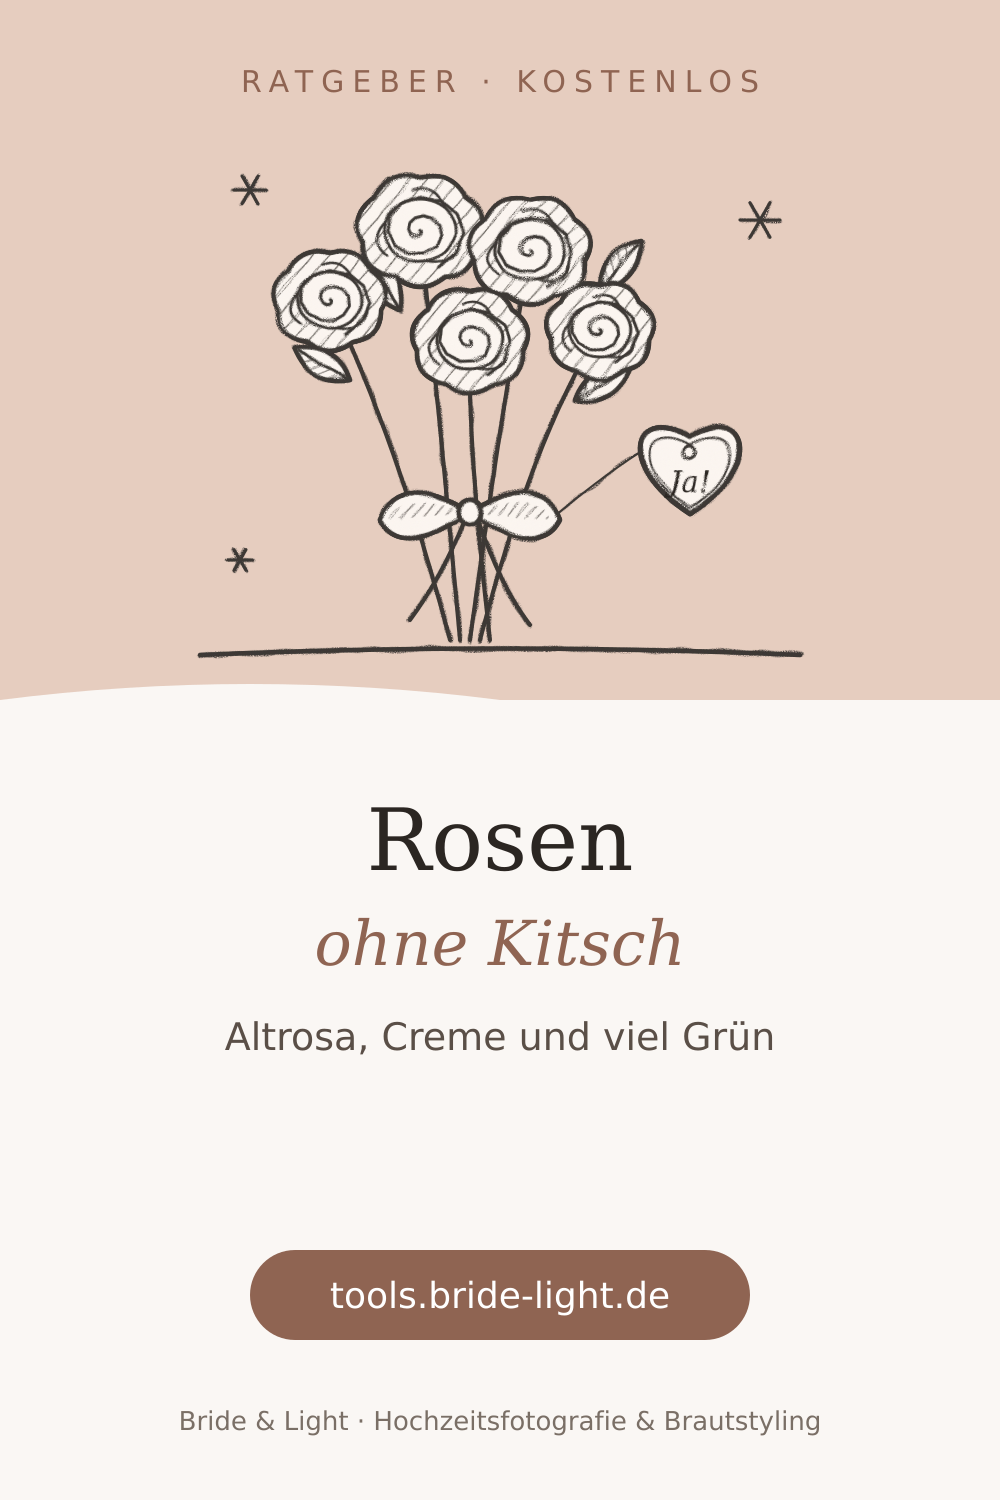 RATGEBER · KOSTENLOS
Ja!
Rosen
ohne Kitsch
Altrosa, Creme und viel Grün
tools.bride-light.de
Bride & Light · Hochzeitsfotografie & Brautstyling